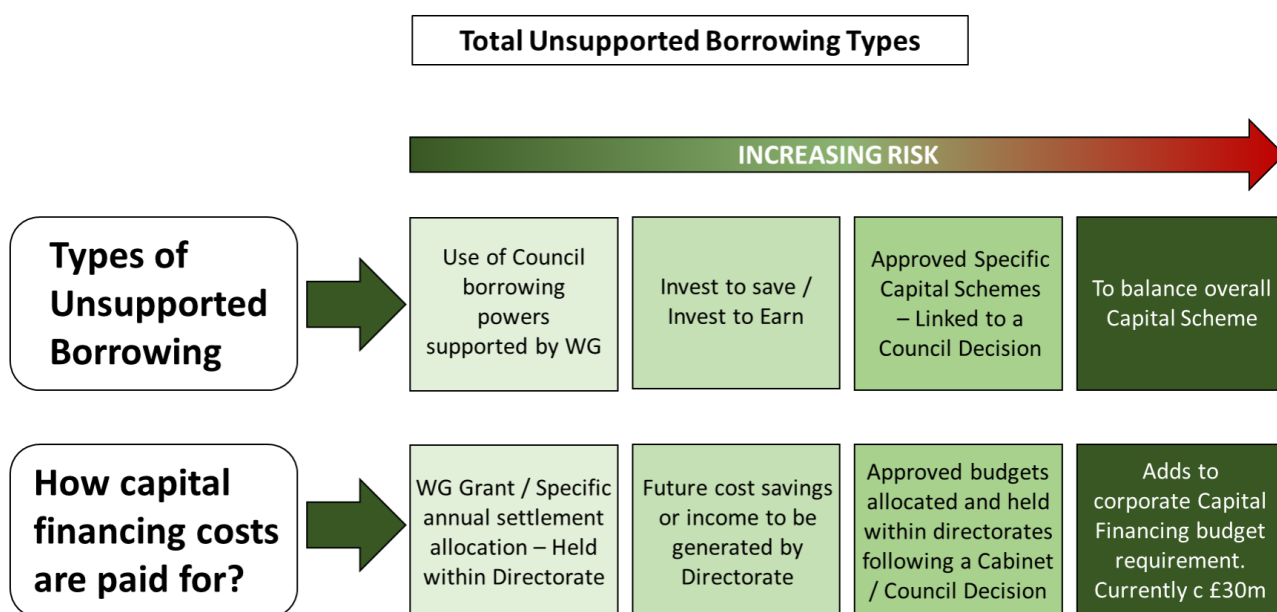 Total Unsupported Borrowing Types
INCREASING RISK
Types of
Unsupported
Borrowing
Use of Council
borrowing
powers
supported by WG
Invest to save /
Invest to Earn
Approved Specific
Capital Schemes
– Linked to a
Council Decision
To balance overall
Capital Scheme
How capital
financing costs
are paid for?
WG Grant / Specific
annual settlement
allocation – Held
within Directorate
Future cost savings
or income to be
generated by
Directorate
Approved budgets
allocated and held
within directorates
following a Cabinet
/ Council Decision
Adds to
corporate Capital
Financing budget
requirement.
Currently c £30m